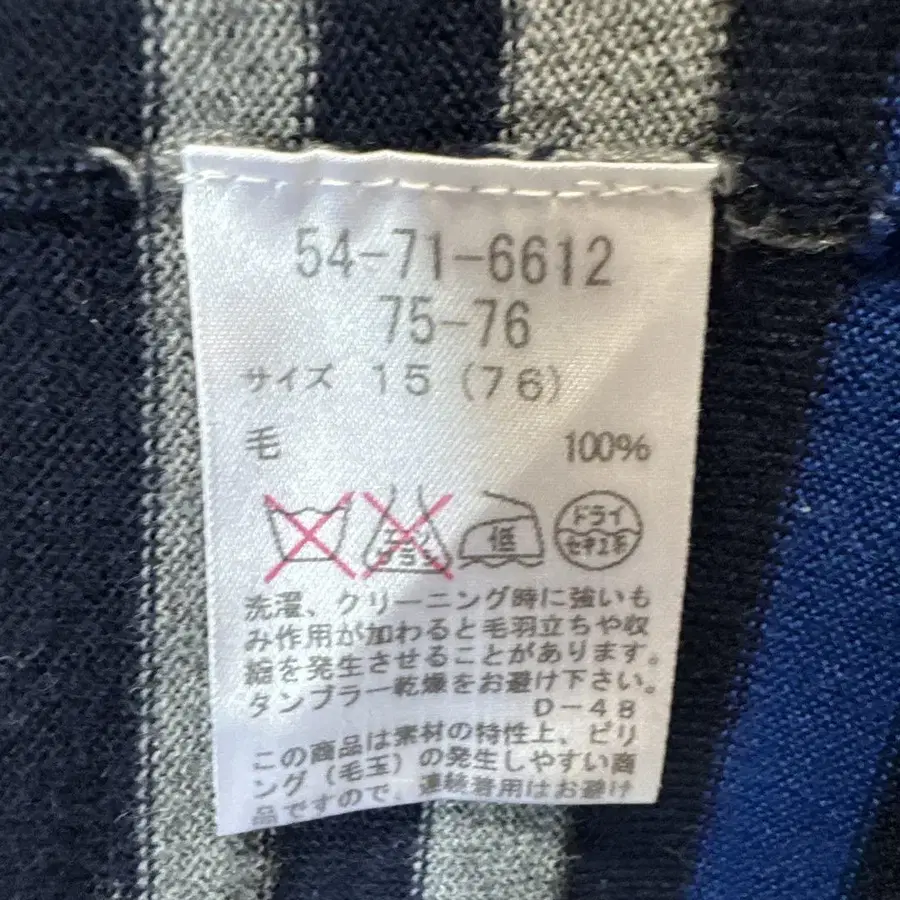 54-71-6612
75-76
サイズ 15 (76)
毛 100%
エンソ サラシ 低 ドライ セキユ系
洗濯、クリーニング時に強いも
み作用が加わると毛羽立ちや収
縮を発生させることがあります。
タンブラー乾燥をお避け下さい。
D-48
この商品は素材の特性上、ピリ
ング(毛玉)の発生しやすい商
品ですので、連続着用はお避け